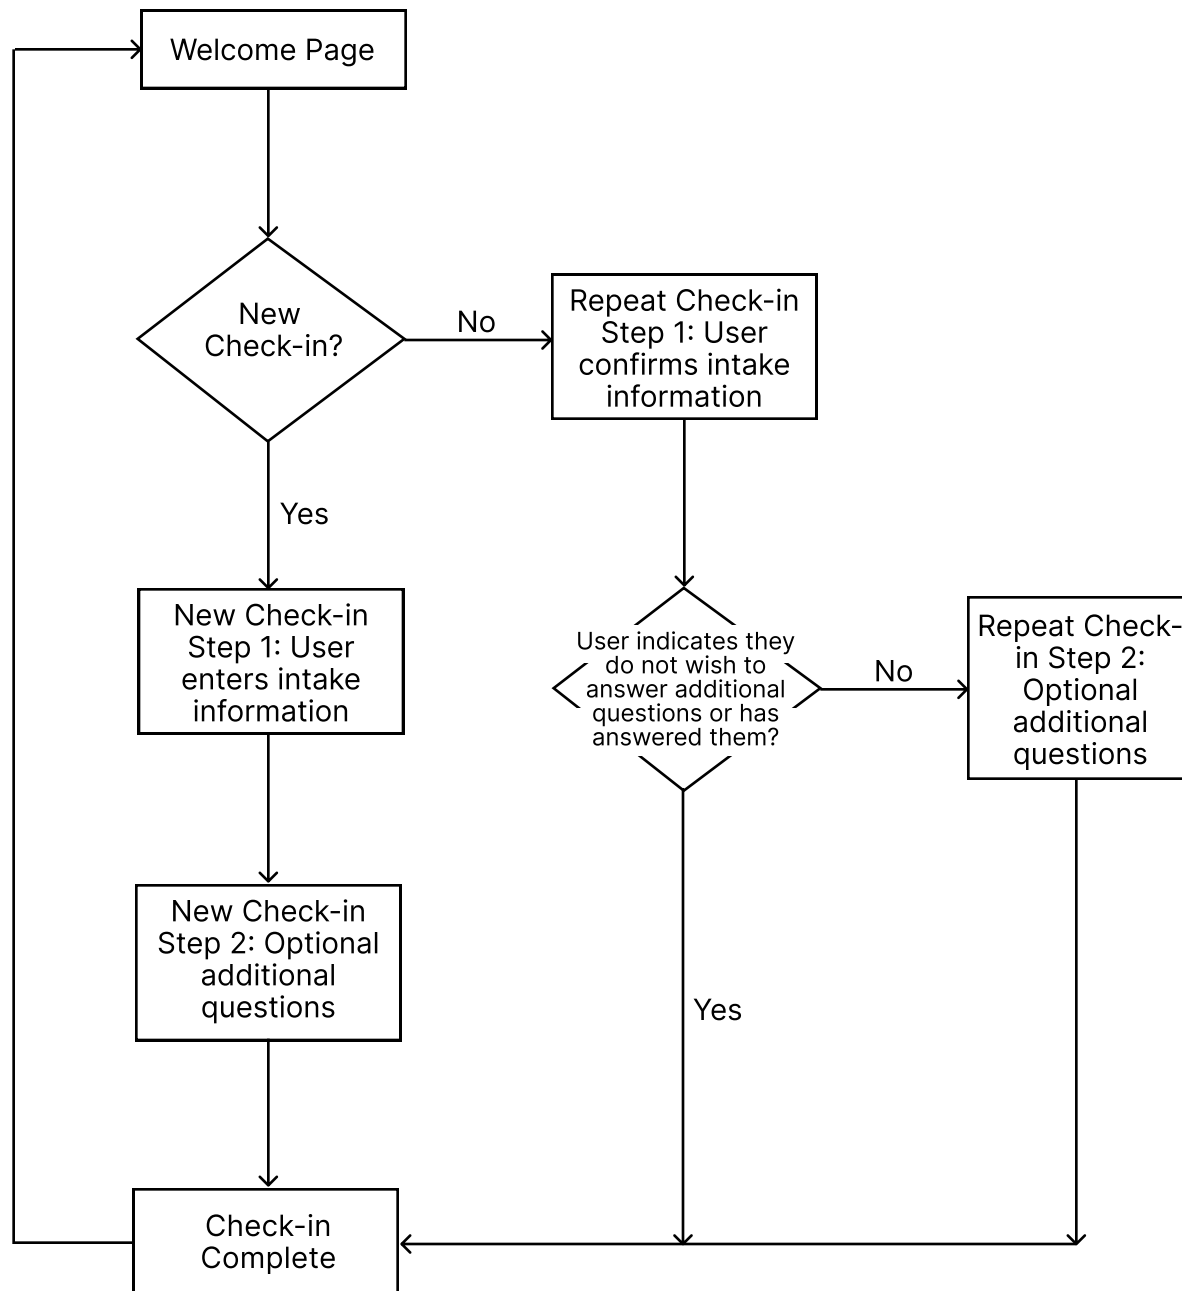 Welcome Page
New
Check-in?
No
Repeat Check-in
Step 1: User
confirms intake
information
Yes
New Check-in
Step 1: User
enters intake
information
User indicates they
do not wish to
answer additional
questions or has
answered them?
No
Repeat Check-
in Step 2:
Optional
additional
questions
New Check-in
Step 2: Optional
additional
questions
Yes
Check-in
Complete